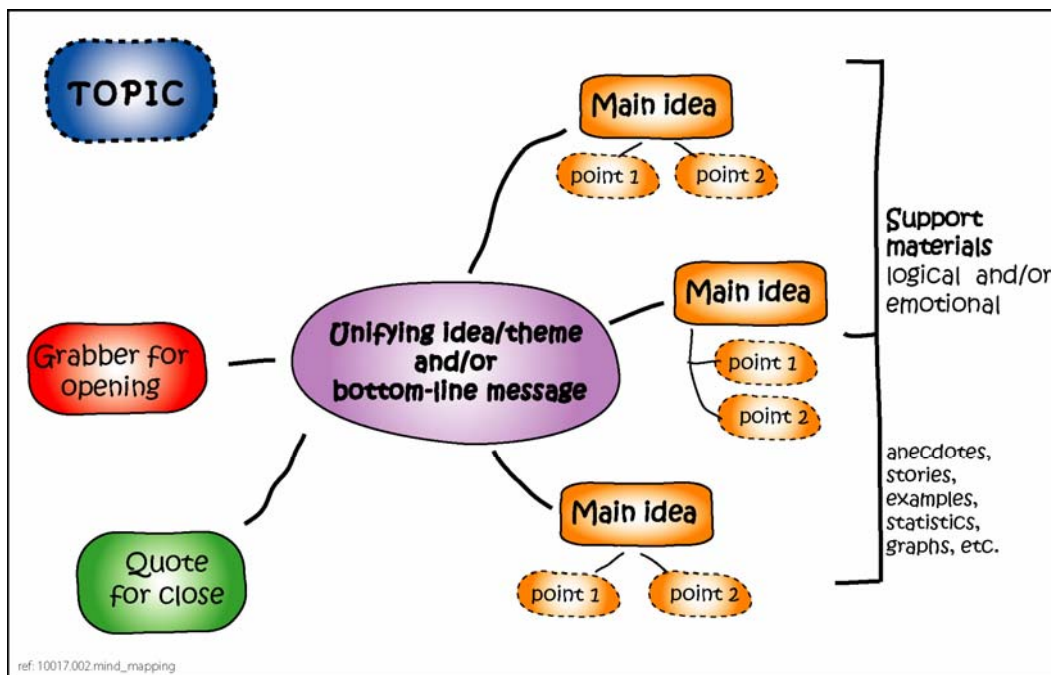 TOPIC
Main idea
point 1
point 2
Support
materials
logical and/or
emotional
Main idea
point 1
point 2
Unifying idea/theme
and/or
bottom-line message
Grabber for
opening
anecdotes,
stories,
examples,
statistics,
graphs, etc.
Main idea
point 1
point 2
Quote
for close
ref: 10017.002.mind_mapping